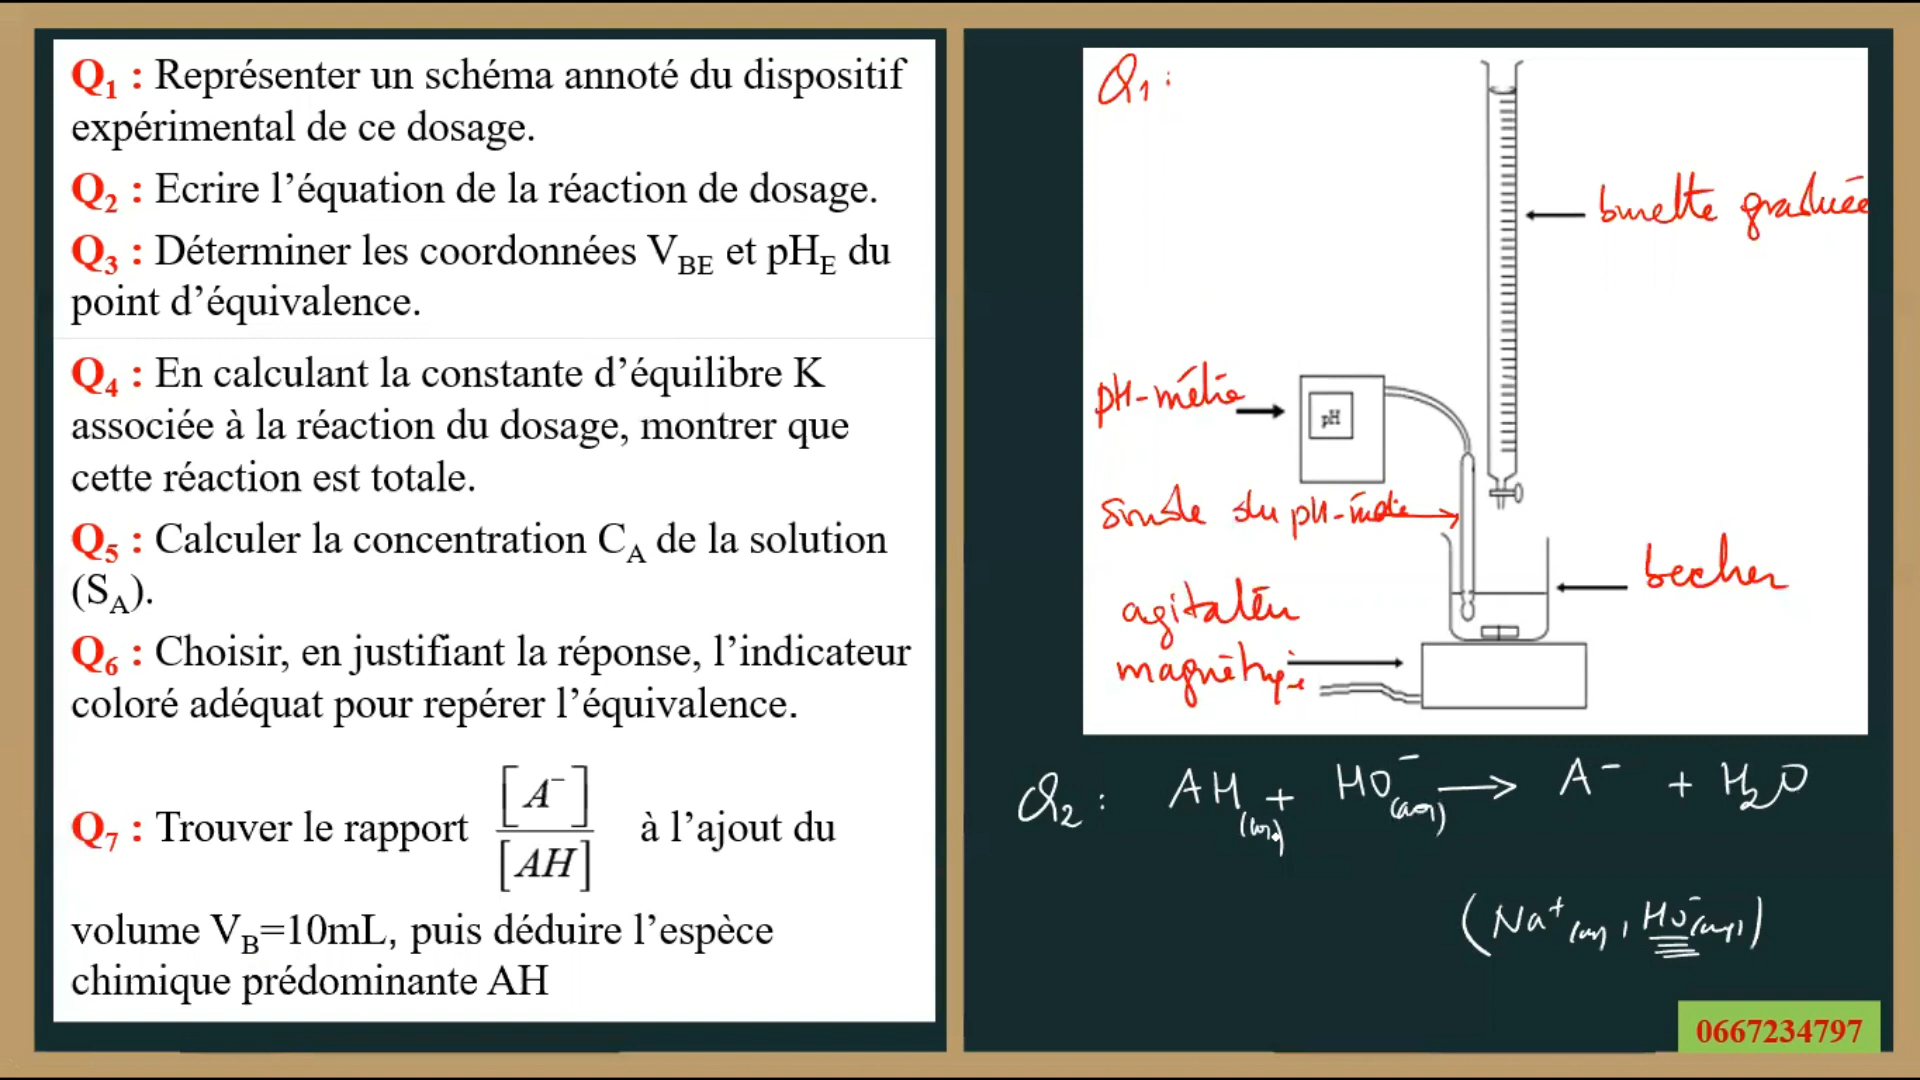 Q1 : Représenter un schéma annoté du dispositif
expérimental de ce dosage.
Q2 : Ecrire l’équation de la réaction de dosage.
Q3 : Déterminer les coordonnées VBE et pHE du
point d’équivalence.
Q4 : En calculant la constante d’équilibre K
associée à la réaction du dosage, montrer que
cette réaction est totale.
Q5 : Calculer la concentration CA de la solution
(SA).
Q6 : Choisir, en justifiant la réponse, l’indicateur
coloré adéquat pour repérer l’équivalence.
Q7 : Trouver le rapport [A⁻]/[AH] à l’ajout du
volume VB=10mL, puis déduire l’espèce
chimique prédominante AH
Q1 :
burette graduée
pH-mètre
pH
sonde du pH-mètre
becher
agitateur
magnétique
Q2 : AH(aq) + HO⁻(aq) → A⁻ + H2O
(Na⁺(aq), HO⁻(aq))
0667234797